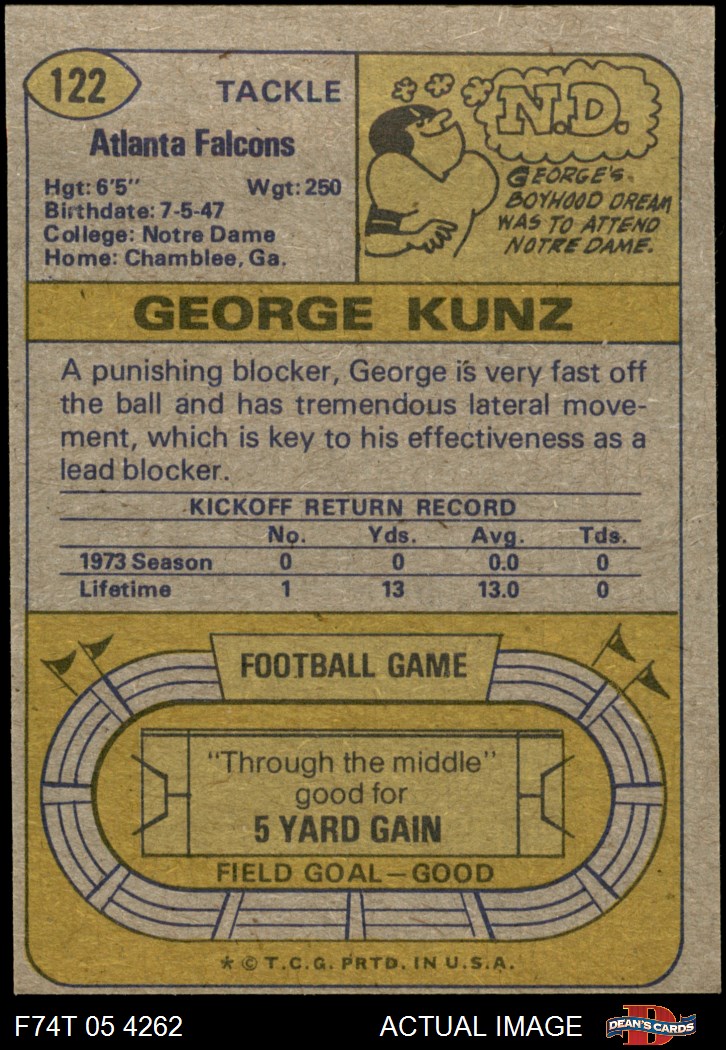 122
TACKLE
Atlanta Falcons
Hgt: 6'5" Wgt: 250
Birthdate: 7-5-47
College: Notre Dame
Home: Chamblee, Ga.
N.D.
GEORGE'S
BOYHOOD DREAM
WAS TO ATTEND
NOTRE DAME.
GEORGE KUNZ
A punishing blocker, George is very fast off
the ball and has tremendous lateral move-
ment, which is key to his effectiveness as a
lead blocker.
KICKOFF RETURN RECORD
No. Yds. Avg. Tds.
1973 Season 0 0 0.0 0
Lifetime 1 13 13.0 0
FOOTBALL GAME
"Through the middle"
good for
5 YARD GAIN
FIELD GOAL—GOOD
* © T.C.G. PRTD. IN U.S.A.
F74T 05 4262 ACTUAL IMAGE
D
DEAN'S CARDS